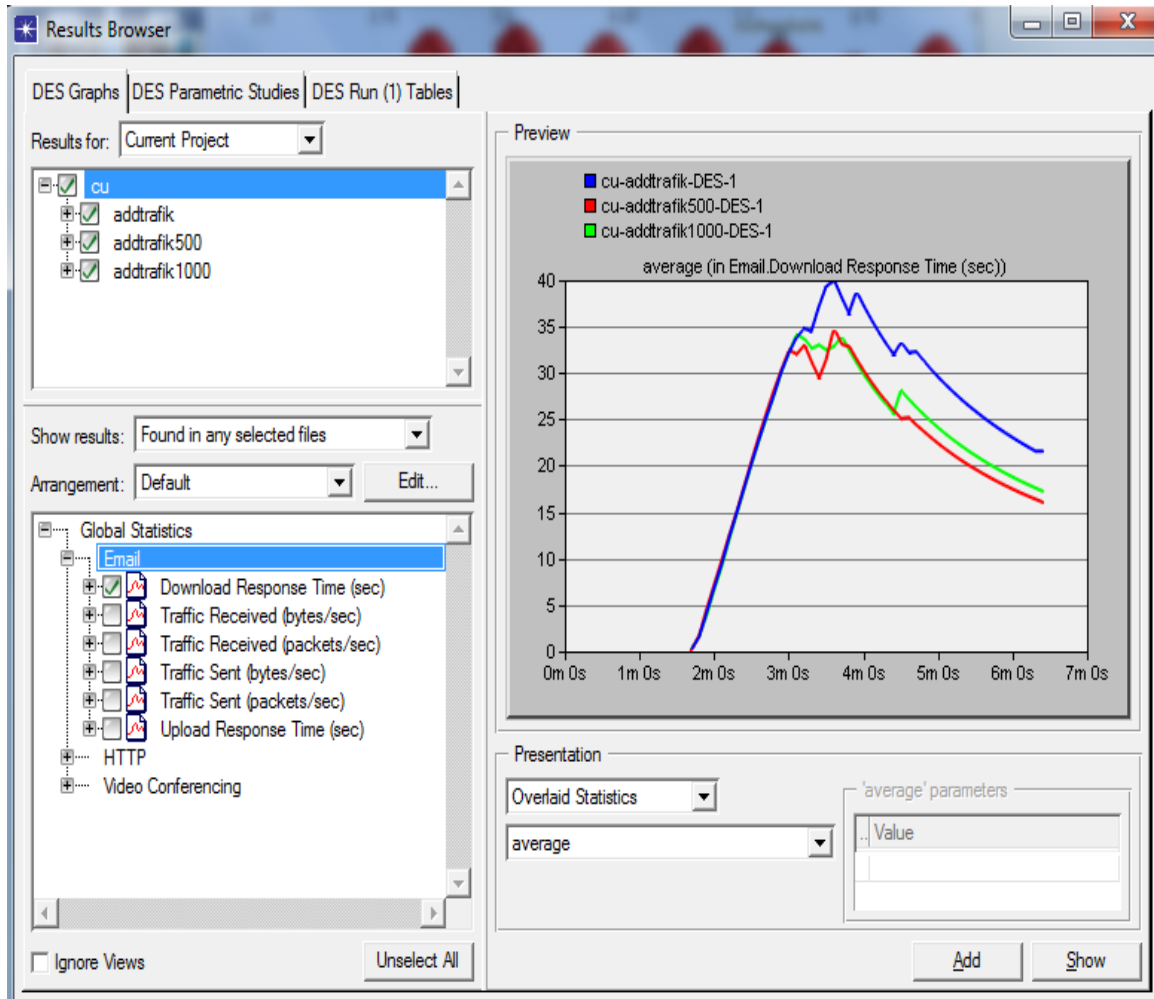 Results Browser
DES Graphs DES Parametric Studies DES Run (1) Tables
Results for: Current Project
cu
addtrafik
addtrafik500
addtrafik1000
Show results: Found in any selected files
Arrangement: Default Edit...
Global Statistics
Email
Download Response Time (sec)
Traffic Received (bytes/sec)
Traffic Received (packets/sec)
Traffic Sent (bytes/sec)
Traffic Sent (packets/sec)
Upload Response Time (sec)
HTTP
Video Conferencing
Ignore Views Unselect All
Preview
cu-addtrafik-DES-1
cu-addtrafik500-DES-1
cu-addtrafik1000-DES-1
average (in Email.Download Response Time (sec))
40
35
30
25
20
15
10
5
0
0m 0s 1m 0s 2m 0s 3m 0s 4m 0s 5m 0s 6m 0s 7m 0s
Presentation
Overlaid Statistics
average
'average' parameters
.. Value
Add Show